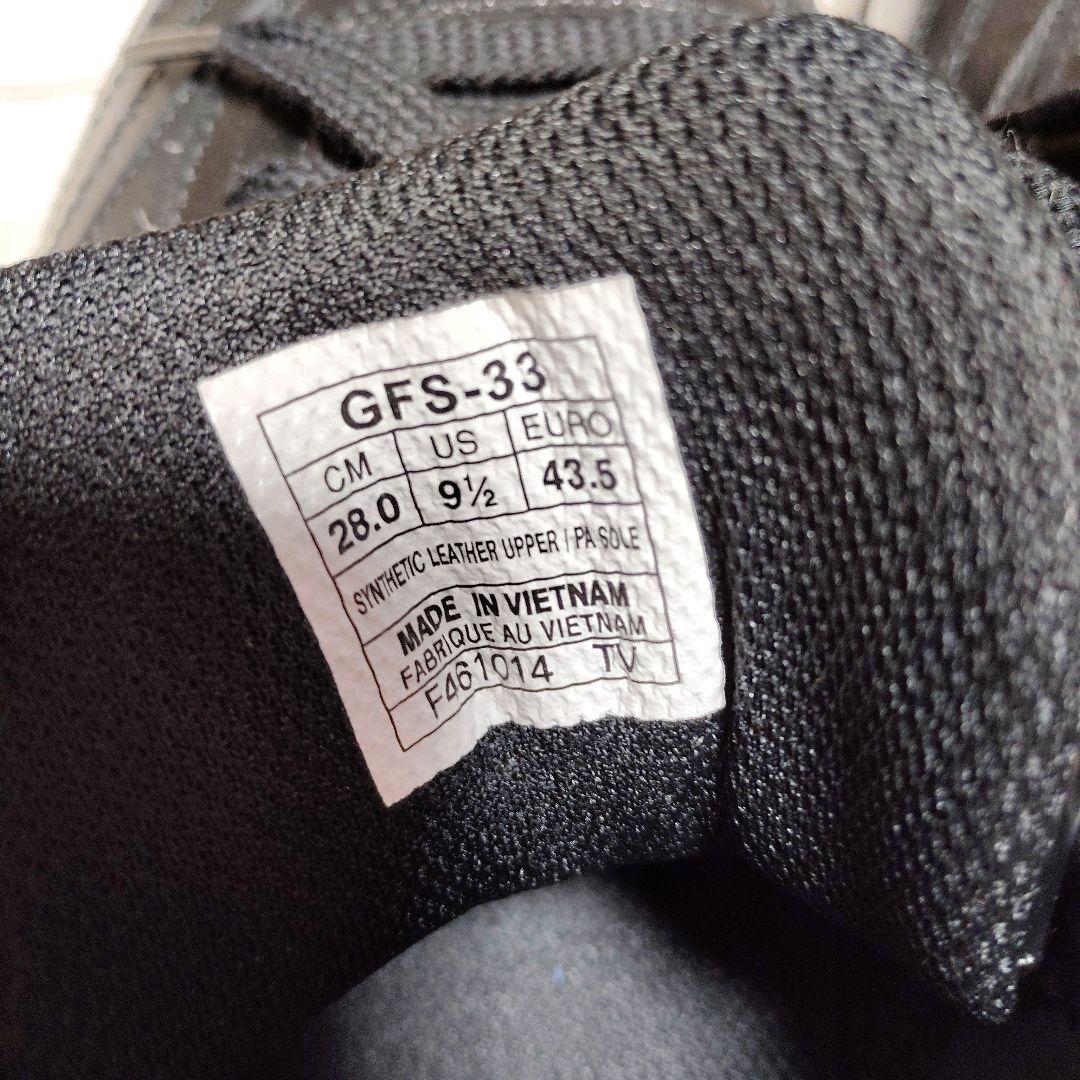 GFS-33
CM US EURO
28.0 9½ 43.5
SYNTHETIC LEATHER UPPER / PA SOLE
MADE IN VIETNAM
FABRIQUE AU VIETNAM
F461014 TV